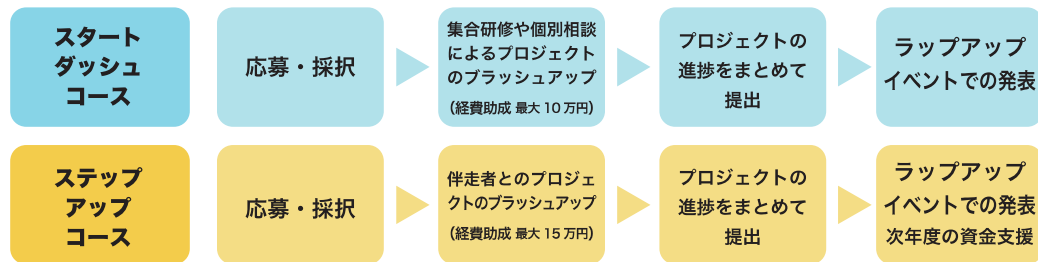 スタート
ダッシュ
コース
応募・採択
集合研修や個別相談
によるプロジェクト
のブラッシュアップ
（経費助成 最大 10 万円）
プロジェクトの
進捗をまとめて
提出
ラップアップ
イベントでの発表
ステップ
アップ
コース
応募・採択
伴走者とのプロジェ
クトのブラッシュアップ
（経費助成 最大 15 万円）
プロジェクトの
進捗をまとめて
提出
ラップアップ
イベントでの発表
次年度の資金支援